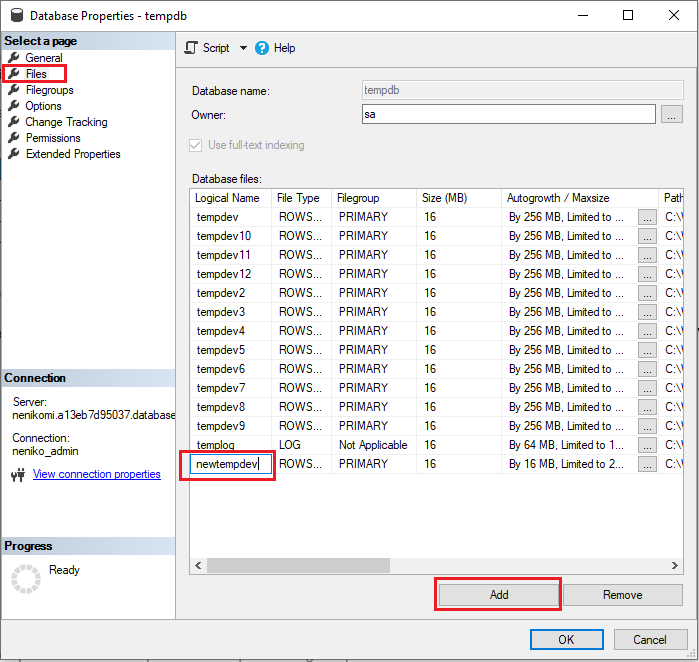 Database Properties - tempdb
Select a page
General
Files
Filegroups
Options
Change Tracking
Permissions
Extended Properties
Connection
Server:
nenikomi.a13eb7d95037.database
Connection:
neniko_admin
View connection properties
Progress
Ready
Script Help
Database name: tempdb
Owner: sa ...
Use full-text indexing
Database files:
Logical Name File Type Filegroup Size (MB) Autogrowth / Maxsize Path
tempdev ROWS... PRIMARY 16 By 256 MB, Limited to ... ... C:\
tempdev10 ROWS... PRIMARY 16 By 256 MB, Limited to ... ... C:\
tempdev11 ROWS... PRIMARY 16 By 256 MB, Limited to ... ... C:\
tempdev12 ROWS... PRIMARY 16 By 256 MB, Limited to ... ... C:\
tempdev2 ROWS... PRIMARY 16 By 256 MB, Limited to ... ... C:\
tempdev3 ROWS... PRIMARY 16 By 256 MB, Limited to ... ... C:\
tempdev4 ROWS... PRIMARY 16 By 256 MB, Limited to ... ... C:\
tempdev5 ROWS... PRIMARY 16 By 256 MB, Limited to ... ... C:\
tempdev6 ROWS... PRIMARY 16 By 256 MB, Limited to ... ... C:\
tempdev7 ROWS... PRIMARY 16 By 256 MB, Limited to ... ... C:\
tempdev8 ROWS... PRIMARY 16 By 256 MB, Limited to ... ... C:\
tempdev9 ROWS... PRIMARY 16 By 256 MB, Limited to ... ... C:\
templog LOG Not Applicable 16 By 64 MB, Limited to 1... ... C:\
newtempdev ROWS... PRIMARY 16 By 16 MB, Limited to 2... ... C:\
Add Remove
OK Cancel